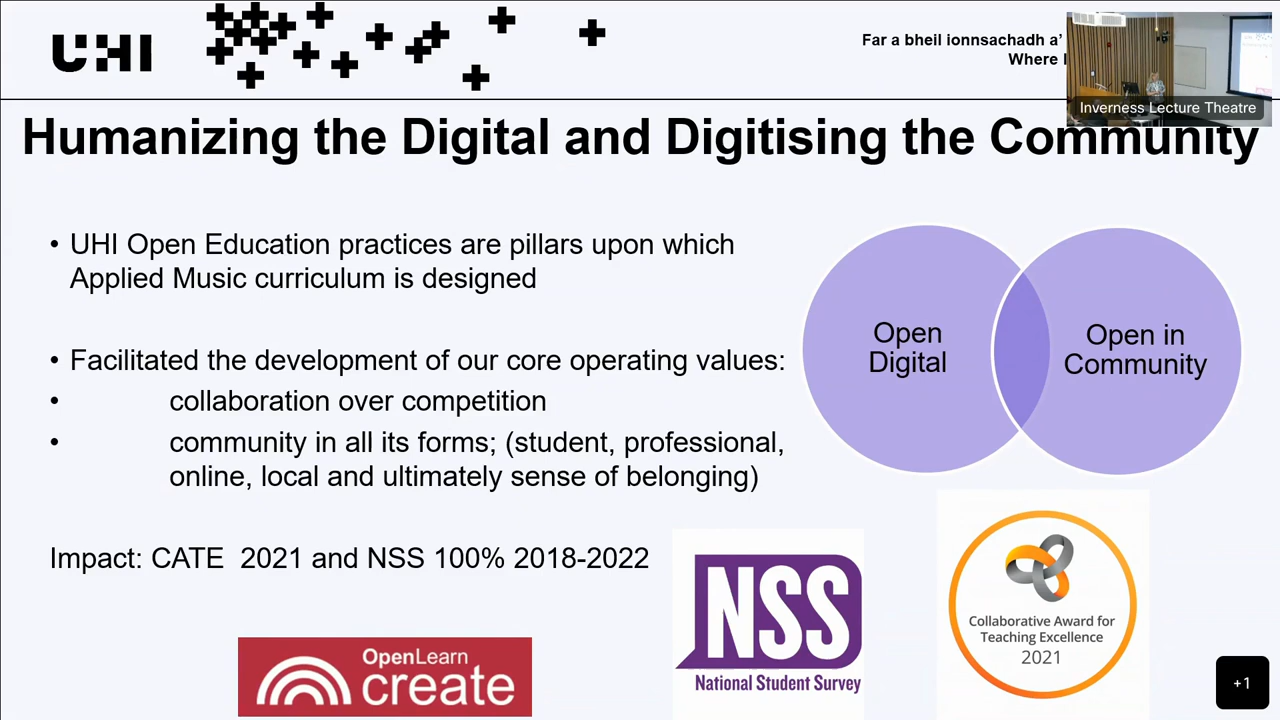 UHI
Far a bheil ionnsachadh a’
Where
Inverness Lecture Theatre
Humanizing the Digital and Digitising the Community
• UHI Open Education practices are pillars upon which
Applied Music curriculum is designed
• Facilitated the development of our core operating values:
• collaboration over competition
• community in all its forms; (student, professional,
online, local and ultimately sense of belonging)
Impact: CATE 2021 and NSS 100% 2018-2022
Open
Digital
Open in
Community
OpenLearn
create
NSS
National Student Survey
Collaborative Award for
Teaching Excellence
2021
+1